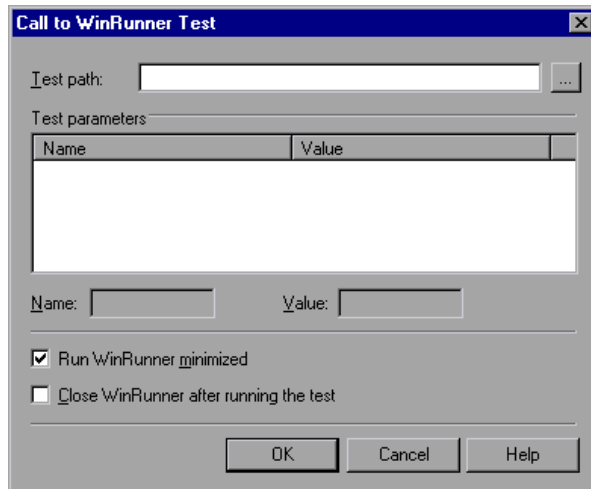 Call to WinRunner Test
Test path:
...
Test parameters
Name Value
Name: Value:
Run WinRunner minimized
Close WinRunner after running the test
OK Cancel Help